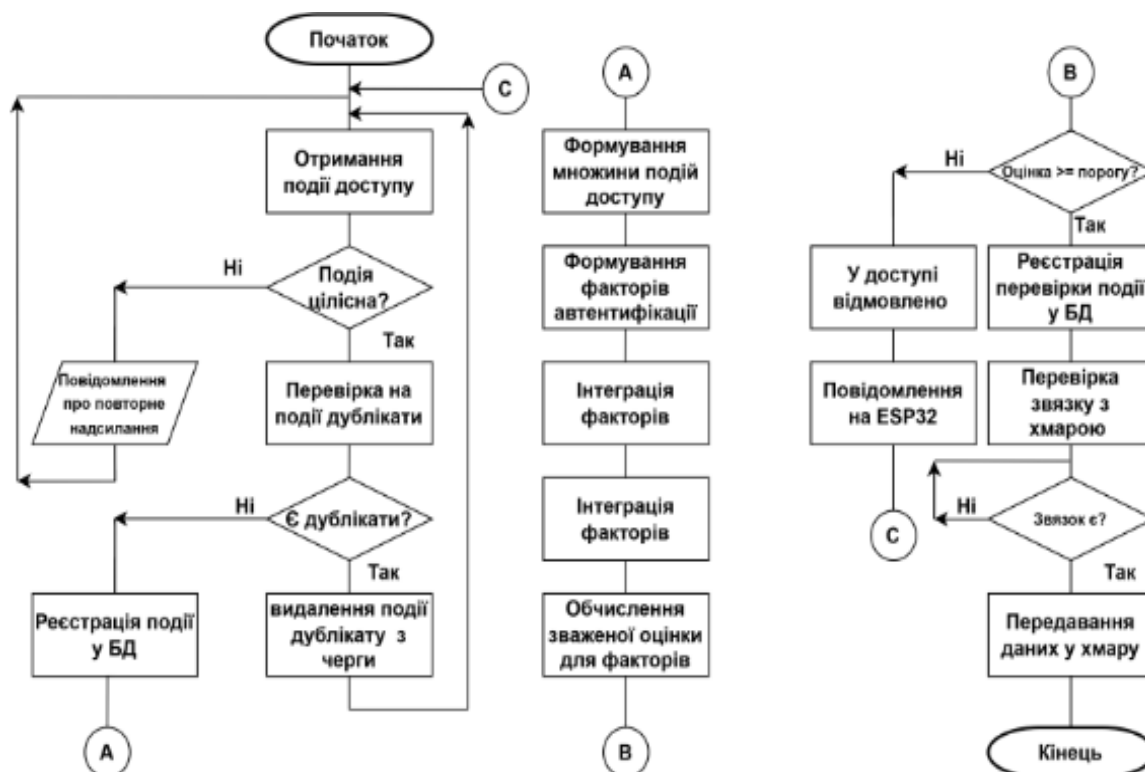 Початок
C
Отримання
події доступу
Ні
Подія
цілісна?
Так
Повідомлення
про повторне
надсилання
Перевірка на
події дублікати
Ні
Є дублікати?
Так
Реєстрація події
у БД
видалення події
дублікату з
черги
A
A
Формування
множини подій
доступу
Формування
факторів
автентифікації
Інтеграція
факторів
Інтеграція
факторів
Обчислення
зваженої оцінки
для факторів
B
B
Ні
Оцінка >= порогу?
Так
У доступі
відмовлено
Повідомлення
на ESP32
C
Реєстрація
перевірки події
у БД
Перевірка
звязку з
хмарою
Ні
Звязок є?
Так
Передавання
даних у хмару
Кінець